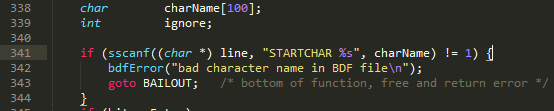 338 char charName[100];
339 int ignore;
340
341 if (sscanf((char *) line, "STARTCHAR %s", charName) != 1) {
342 bdfError("bad character name in BDF file\n");
343 goto BAILOUT; /* bottom of function, free and return error */
344 }